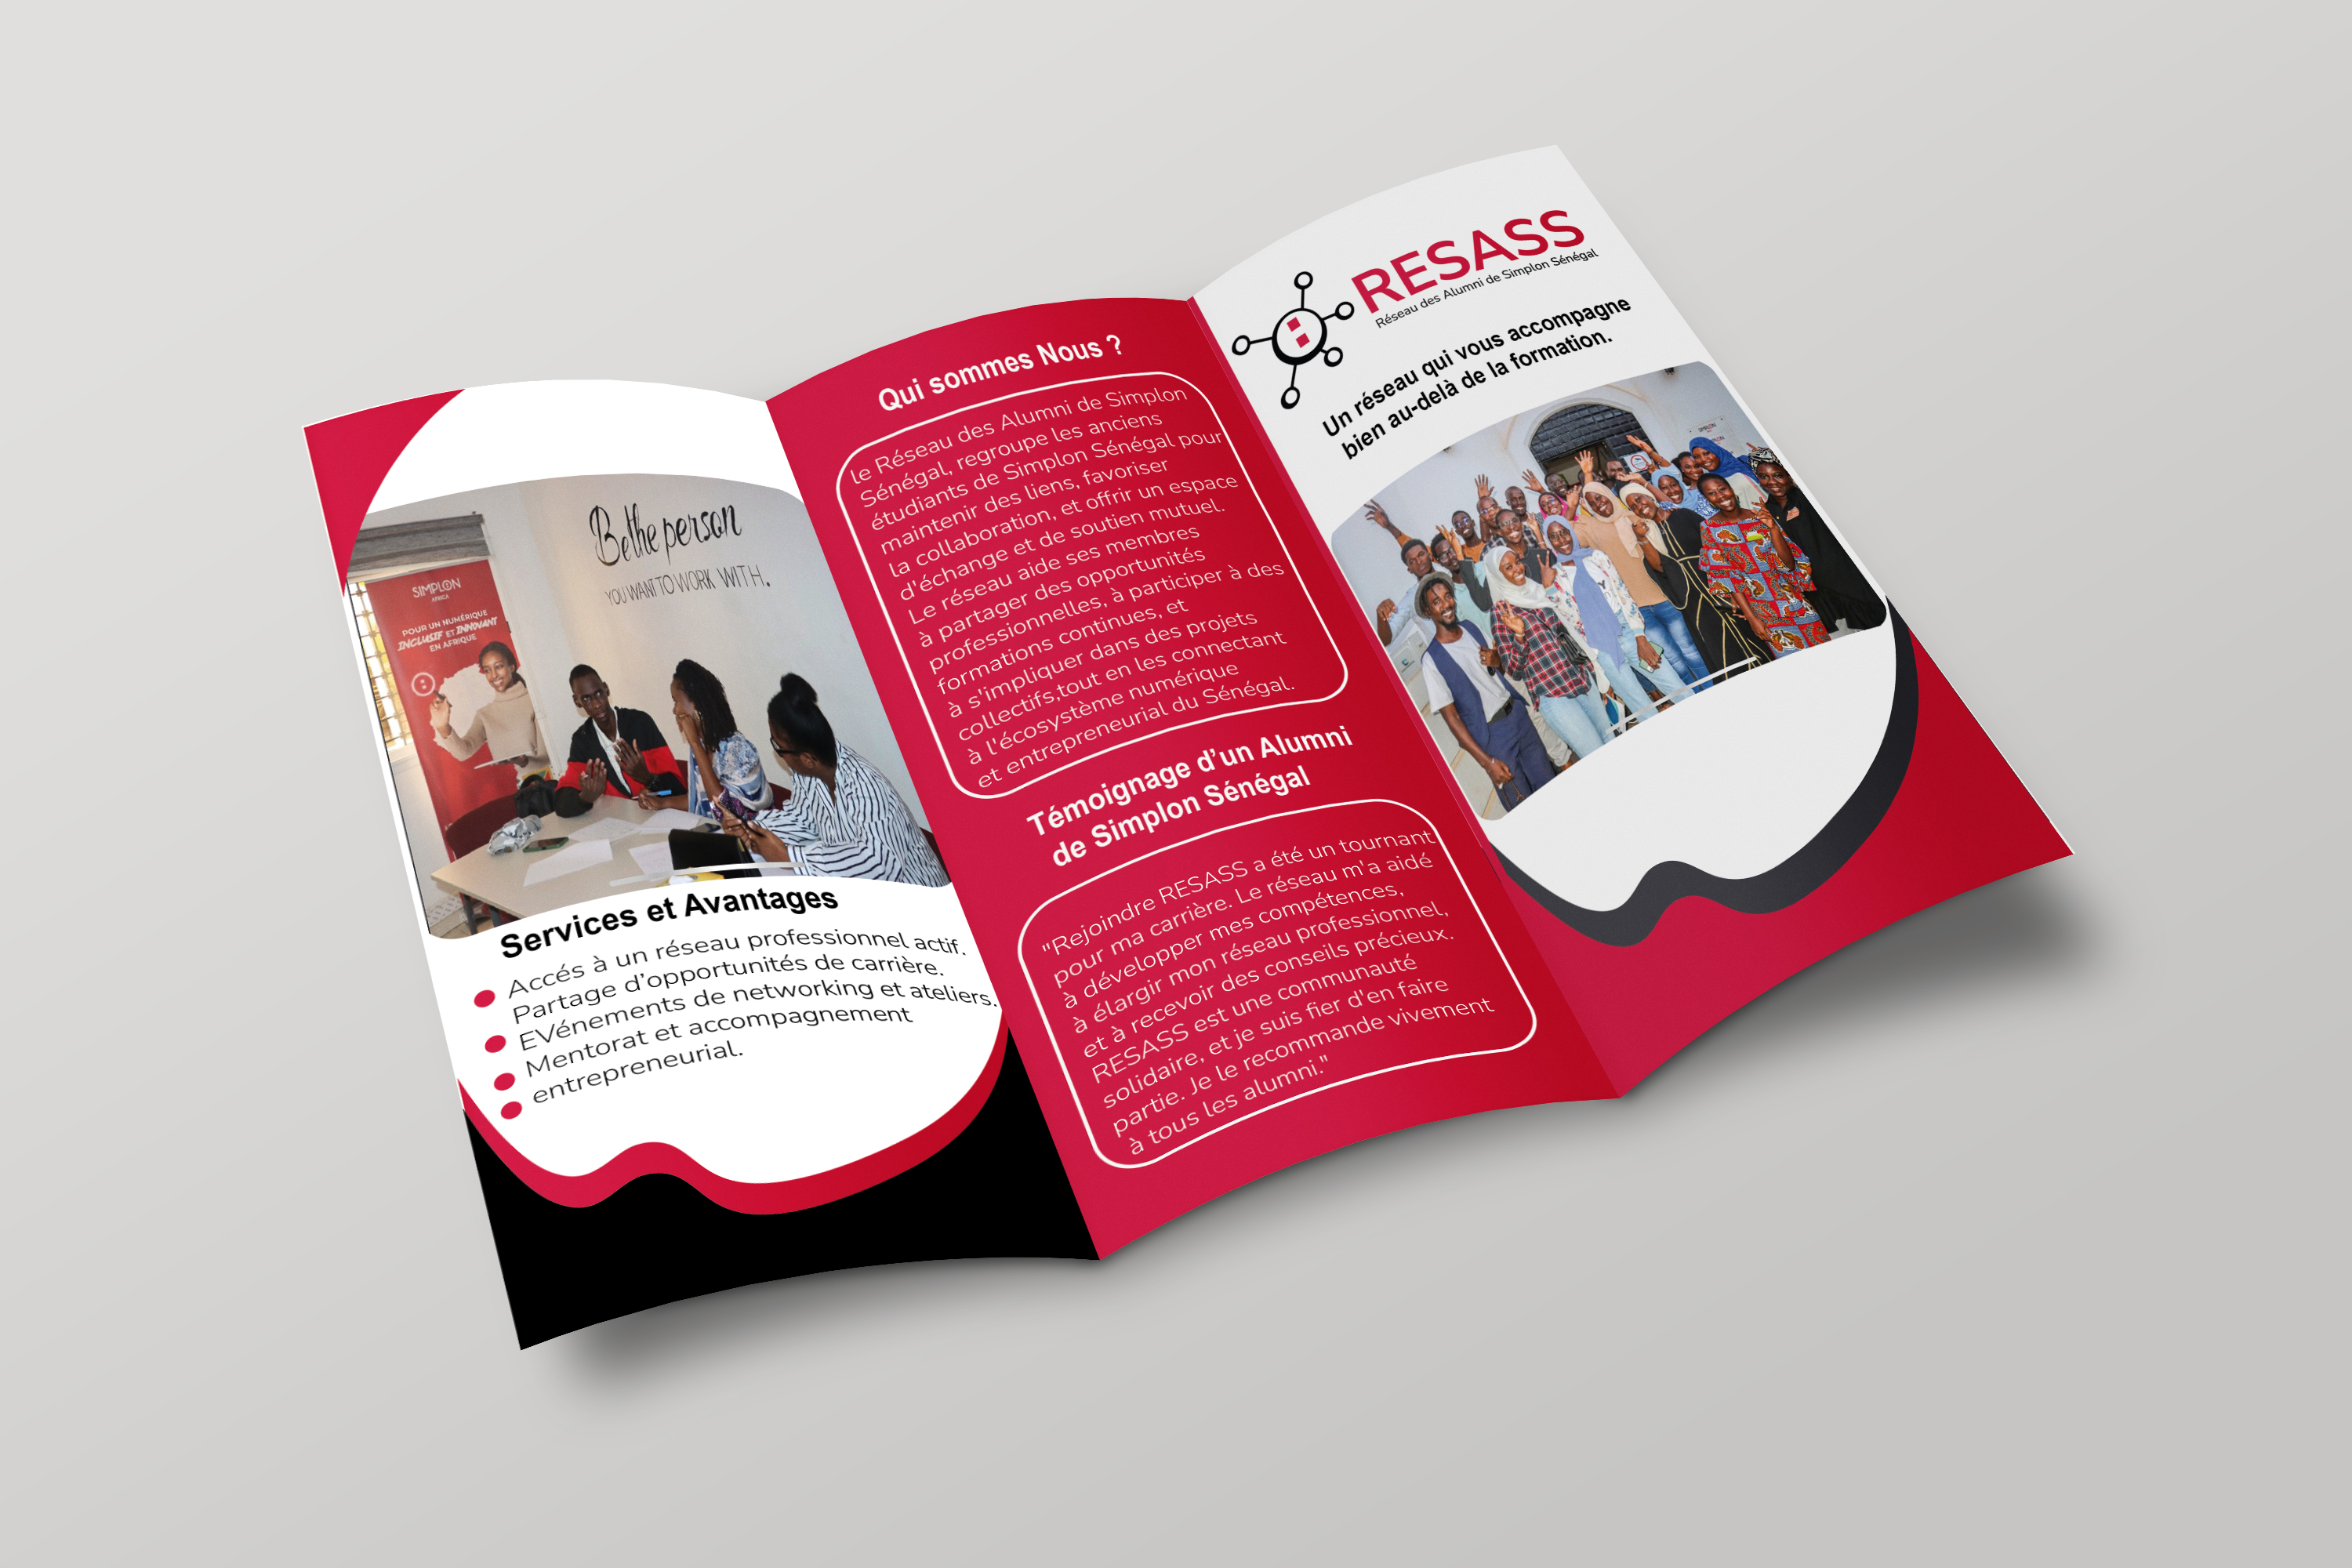 Be the person
YOU WANT TO WORK WITH.
SIMPLON
AFRICA
POUR UN NUMÉRIQUE
INCLUSIF ET INNOVANT
EN AFRIQUE
Services et Avantages
Accés à un réseau professionnel actif.
Partage d'opportunités de carrière.
EVénements de networking et ateliers.
Mentorat et accompagnement
entrepreneurial.
Qui sommes Nous ?
le Réseau des Alumni de Simplon
Sénégal, regroupe les anciens
étudiants de Simplon Sénégal pour
maintenir des liens, favoriser
la collaboration, et offrir un espace
d'échange et de soutien mutuel.
Le réseau aide ses membres
à partager des opportunités
professionnelles, à participer à des
formations continues, et
à s'impliquer dans des projets
collectifs,tout en les connectant
à l'écosystème numérique
et entrepreneurial du Sénégal.
Témoignage d'un Alumni
de Simplon Sénégal
"Rejoindre RESASS a été un tournant
pour ma carrière. Le réseau m'a aidé
à développer mes compétences,
à élargir mon réseau professionnel,
et à recevoir des conseils précieux.
RESASS est une communauté
solidaire, et je suis fier d'en faire
partie. Je le recommande vivement
à tous les alumni."
RESASS
Réseau des Alumni de Simplon Sénégal
Un réseau qui vous accompagne
bien au-delà de la formation.